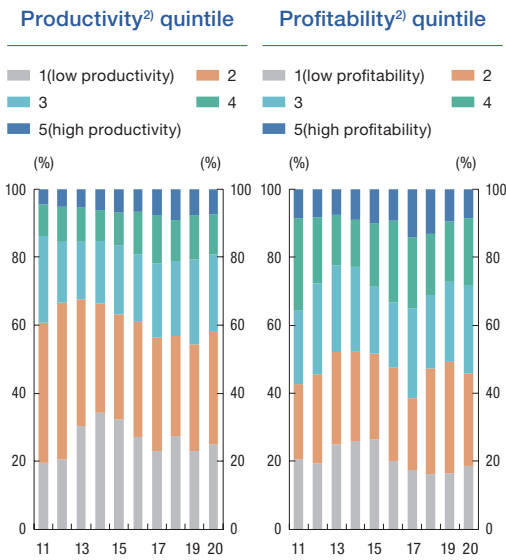 Productivity2) quintile
1(low productivity) 2
3 4
5(high productivity)
(%) (%)
100 100
80 80
60 60
40 40
20 20
0 0
11 13 15 17 19 20
Profitability2) quintile
1(low profitability) 2
3 4
5(high profitability)
(%) (%)
100 100
80 80
60 60
40 40
20 20
0 0
11 13 15 17 19 20